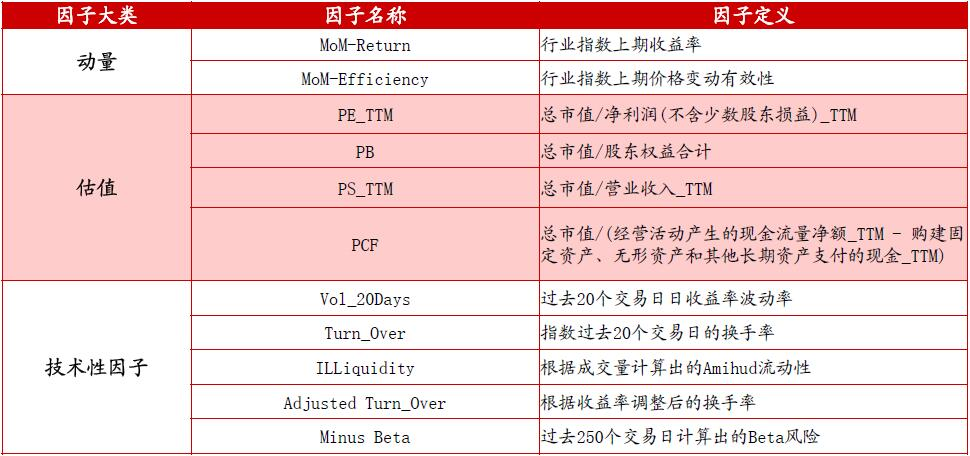 因子大类 因子名称 因子定义
动量
MoM-Return 行业指数上期收益率
MoM-Efficiency 行业指数上期价格变动有效性
估值
PE_TTM 总市值/净利润(不含少数股东损益)_TTM
PB 总市值/股东权益合计
PS_TTM 总市值/营业收入_TTM
PCF 总市值/(经营活动产生的现金流量净额_TTM - 购建固
定资产、无形资产和其他长期资产支付的现金_TTM)
技术性因子
Vol_20Days 过去20个交易日日收益率波动率
Turn_Over 指数过去20个交易日的换手率
ILLiquidity 根据成交量计算出的Amihud流动性
Adjusted Turn_Over 根据收益率调整后的换手率
Minus Beta 过去250个交易日计算出的Beta风险